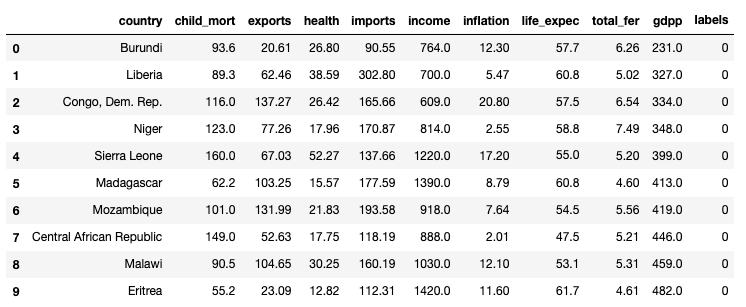 country child_mort exports health imports income inflation life_expec total_fer gdpp labels
0 Burundi 93.6 20.61 26.80 90.55 764.0 12.30 57.7 6.26 231.0 0
1 Liberia 89.3 62.46 38.59 302.80 700.0 5.47 60.8 5.02 327.0 0
2 Congo, Dem. Rep. 116.0 137.27 26.42 165.66 609.0 20.80 57.5 6.54 334.0 0
3 Niger 123.0 77.26 17.96 170.87 814.0 2.55 58.8 7.49 348.0 0
4 Sierra Leone 160.0 67.03 52.27 137.66 1220.0 17.20 55.0 5.20 399.0 0
5 Madagascar 62.2 103.25 15.57 177.59 1390.0 8.79 60.8 4.60 413.0 0
6 Mozambique 101.0 131.99 21.83 193.58 918.0 7.64 54.5 5.56 419.0 0
7 Central African Republic 149.0 52.63 17.75 118.19 888.0 2.01 47.5 5.21 446.0 0
8 Malawi 90.5 104.65 30.25 160.19 1030.0 12.10 53.1 5.31 459.0 0
9 Eritrea 55.2 23.09 12.82 112.31 1420.0 11.60 61.7 4.61 482.0 0